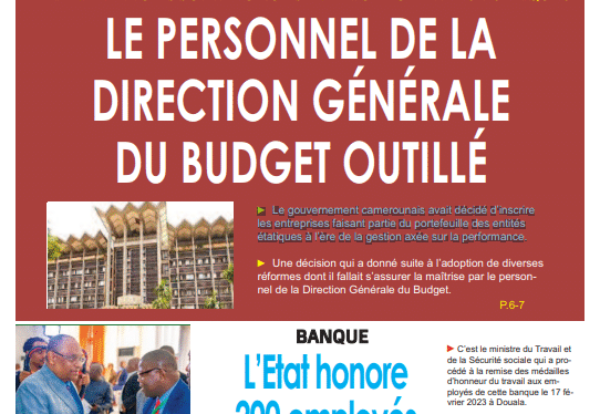 LE PERSONNEL DE LA
DIRECTION GÉNÉRALE
DU BUDGET OUTILLÉ
► Le gouvernement camerounais avait décidé d'inscrire
les entreprises faisant partie du portefeuille des entités
étatiques à l'ère de la gestion axée sur la performance.
► Une décision qui a donné suite à l'adoption de diverses
réformes dont il fallait s'assurer la maîtrise par le person-
nel de la Direction Générale du Budget.
P.6-7
BANQUE
L'Etat honore
► C'est le ministre du Travail et
de la Sécurité sociale qui a pro-
cédé à la remise des médailles
d'honneur du travail aux em-
ployés de cette banque le 17 fé-
vrier 2023 à Douala.
employés